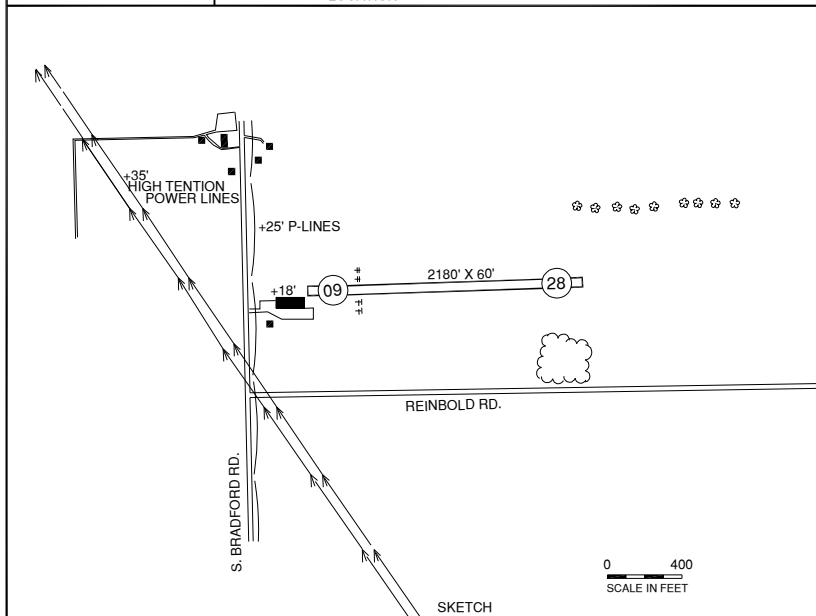 +35'
HIGH TENTION
POWER LINES
+25' P-LINES
+18'
09
2180' X 60'
28
REINBOLD RD.
S. BRADFORD RD.
0 400
SCALE IN FEET
SKETCH